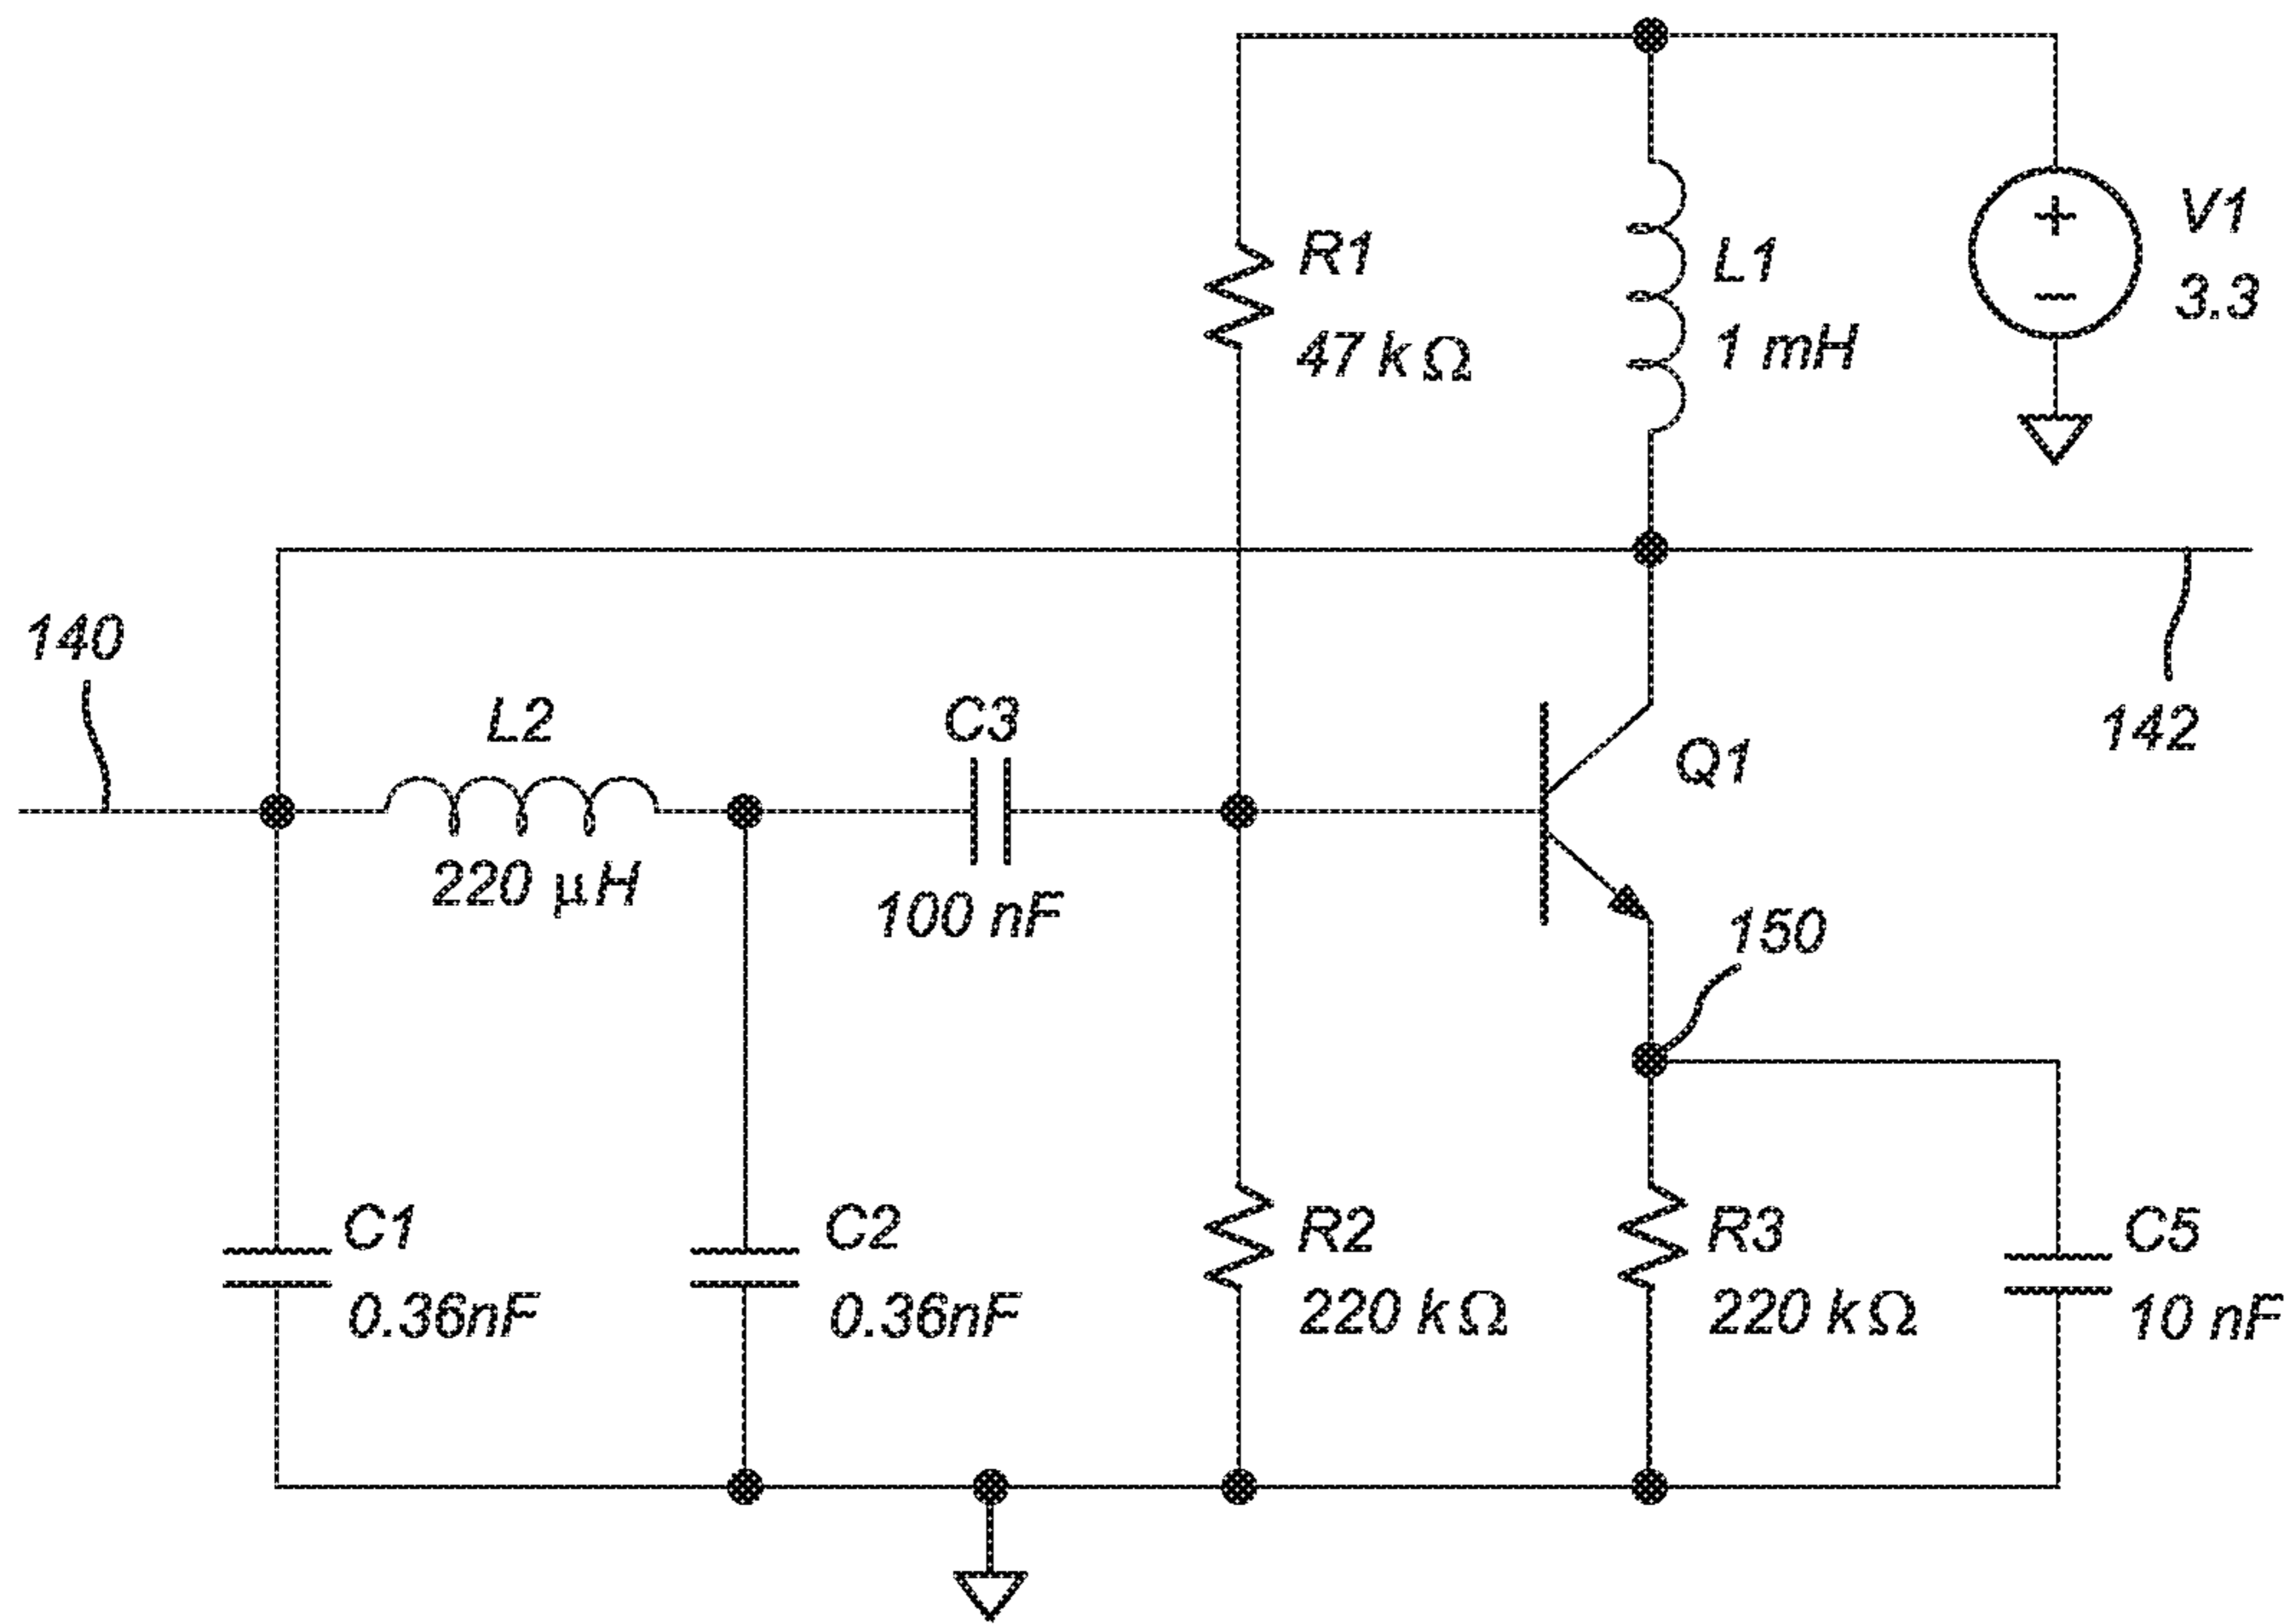 R1
47 kΩ
L1
1 mH
+
−
V1
3.3
140
L2
220 µH
C3
100 nF
Q1
142
150
C1
0.36nF
C2
0.36nF
R2
220 kΩ
R3
220 kΩ
C5
10 nF